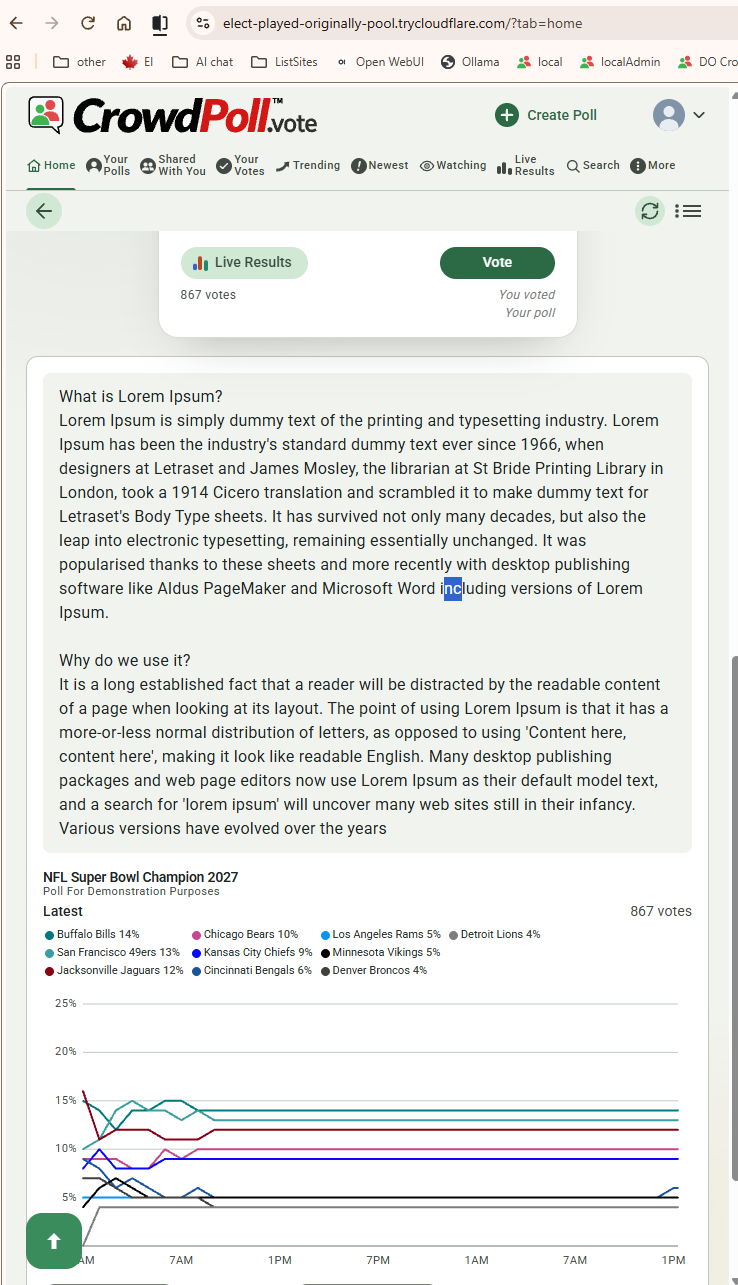 elect-played-originally-pool.trycloudflare.com/?tab=home
other EI AI chat ListSites Open WebUI Ollama local localAdmin DO Cro
CrowdPoll.vote™
Create Poll
Home Your Polls Shared With You Your Votes Trending Newest Watching Live Results Search More
Live Results Vote
867 votes You voted
Your poll
What is Lorem Ipsum?
Lorem Ipsum is simply dummy text of the printing and typesetting industry. Lorem
Ipsum has been the industry's standard dummy text ever since 1966, when
designers at Letraset and James Mosley, the librarian at St Bride Printing Library in
London, took a 1914 Cicero translation and scrambled it to make dummy text for
Letraset's Body Type sheets. It has survived not only many decades, but also the
leap into electronic typesetting, remaining essentially unchanged. It was
popularised thanks to these sheets and more recently with desktop publishing
software like Aldus PageMaker and Microsoft Word including versions of Lorem
Ipsum.
Why do we use it?
It is a long established fact that a reader will be distracted by the readable content
of a page when looking at its layout. The point of using Lorem Ipsum is that it has a
more-or-less normal distribution of letters, as opposed to using 'Content here,
content here', making it look like readable English. Many desktop publishing
packages and web page editors now use Lorem Ipsum as their default model text,
and a search for 'lorem ipsum' will uncover many web sites still in their infancy.
Various versions have evolved over the years
NFL Super Bowl Champion 2027
Poll For Demonstration Purposes
Latest 867 votes
Buffalo Bills 14% Chicago Bears 10% Los Angeles Rams 5% Detroit Lions 4%
San Francisco 49ers 13% Kansas City Chiefs 9% Minnesota Vikings 5%
Jacksonville Jaguars 12% Cincinnati Bengals 6% Denver Broncos 4%
25%
20%
15%
10%
5%
AM 7AM 1PM 7PM 1AM 7AM 1PM